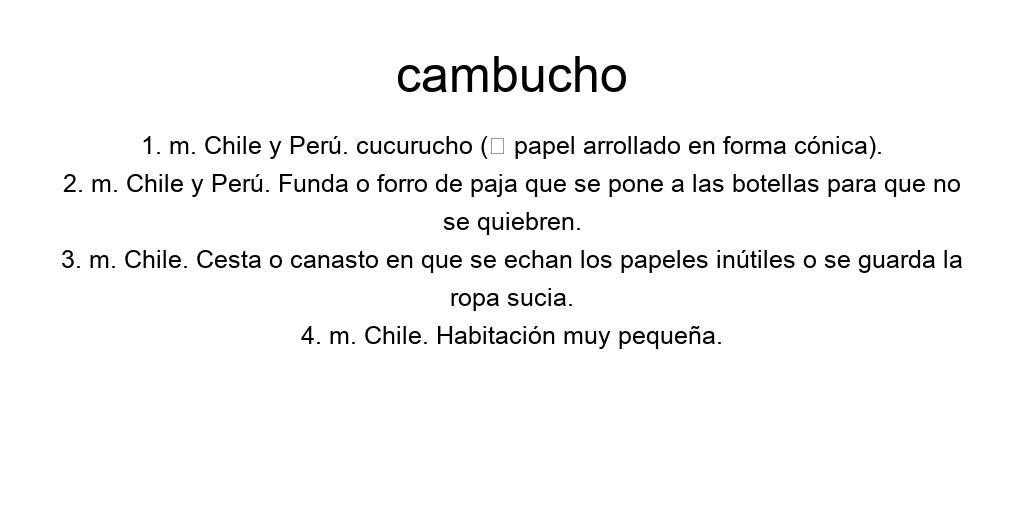 cambucho
1. m. Chile y Perú. cucurucho (□ papel arrollado en forma cónica).
2. m. Chile y Perú. Funda o forro de paja que se pone a las botellas para que no
se quiebren.
3. m. Chile. Cesta o canasto en que se echan los papeles inútiles o se guarda la
ropa sucia.
4. m. Chile. Habitación muy pequeña.